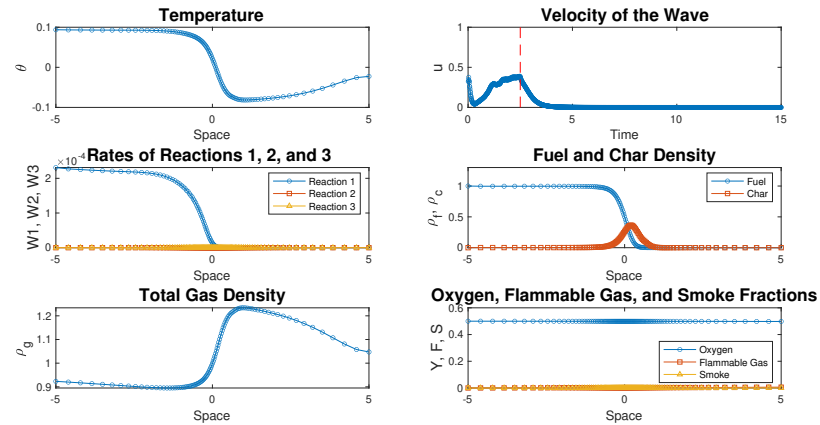 Temperature
0.1
0
-0.1
θ
-5
0
5
Space
Velocity of the Wave
1
0.5
0
u
0
5
10
15
Time
Rates of Reactions 1, 2, and 3
×10⁻⁴
2
1
0
W1, W2, W3
Reaction 1
Reaction 2
Reaction 3
-5
0
5
Space
Fuel and Char Density
1
0.5
0
ρf, ρc
Fuel
Char
-5
0
5
Space
Total Gas Density
1.2
1.1
1
0.9
ρg
-5
0
5
Space
Oxygen, Flammable Gas, and Smoke Fractions
0.6
0.4
0.2
0
Y, F, S
Oxygen
Flammable Gas
Smoke
-5
0
5
Space